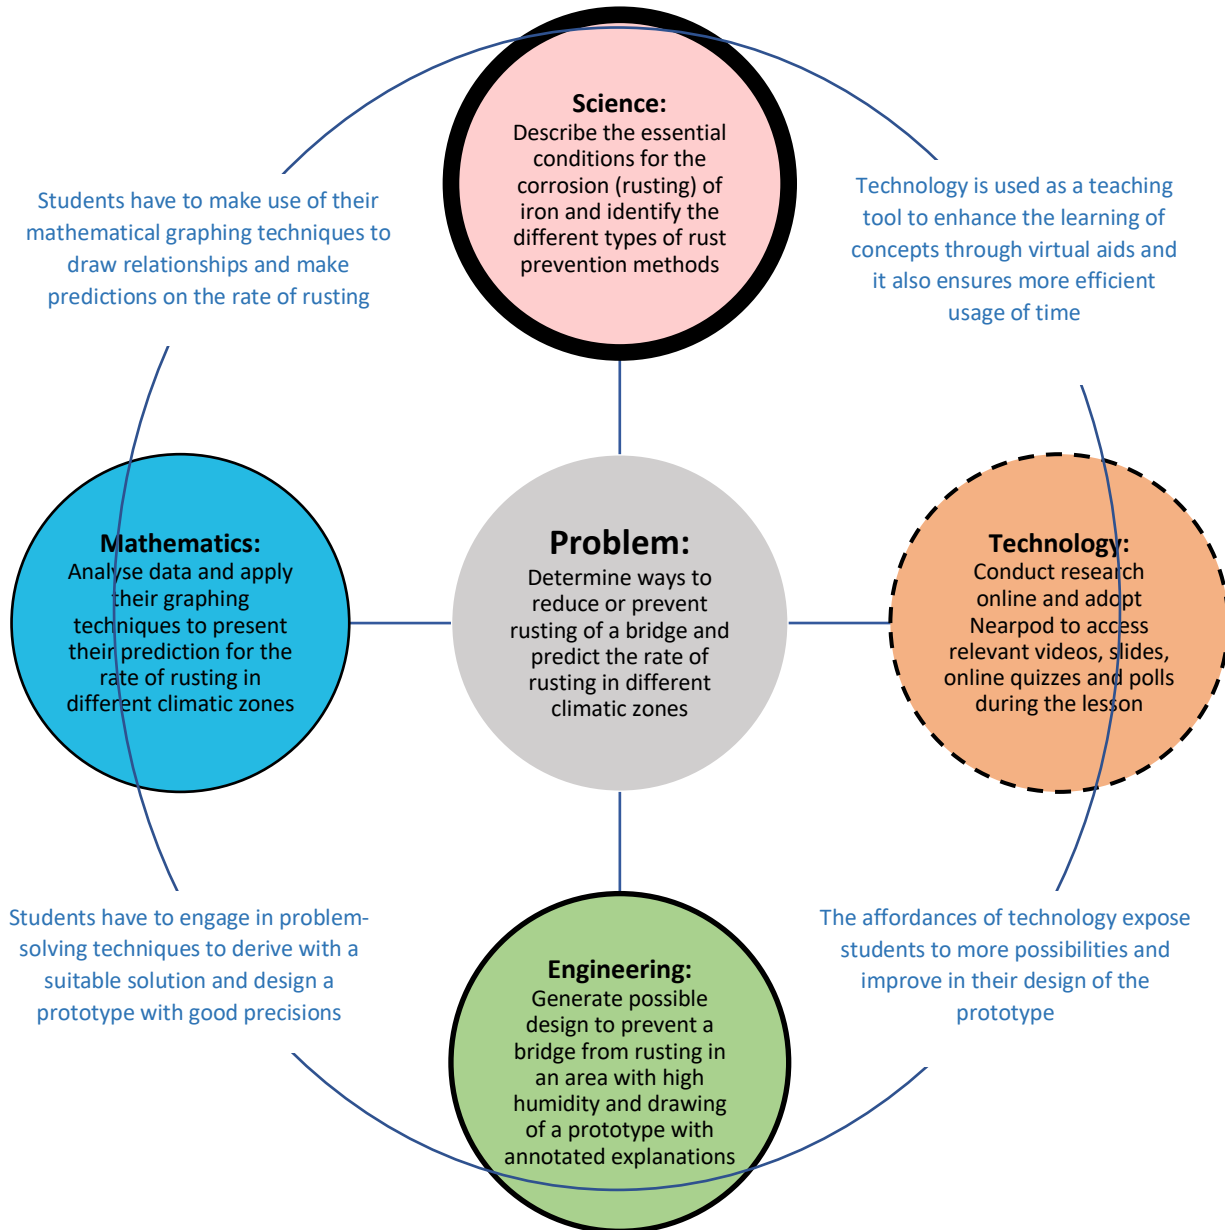 Science:
Describe the essential
conditions for the
corrosion (rusting) of
iron and identify the
different types of rust
prevention methods
Students have to make use of their
mathematical graphing techniques to
draw relationships and make
predictions on the rate of rusting
Technology is used as a teaching
tool to enhance the learning of
concepts through virtual aids and
it also ensures more efficient
usage of time
Mathematics:
Analyse data and apply
their graphing
techniques to present
their prediction for the
rate of rusting in
different climatic zones
Problem:
Determine ways to
reduce or prevent
rusting of a bridge and
predict the rate of
rusting in different
climatic zones
Technology:
Conduct research
online and adopt
Nearpod to access
relevant videos, slides,
online quizzes and polls
during the lesson
Students have to engage in problem-
solving techniques to derive with a
suitable solution and design a
prototype with good precisions
The affordances of technology expose
students to more possibilities and
improve in their design of the
prototype
Engineering:
Generate possible
design to prevent a
bridge from rusting in
an area with high
humidity and drawing
of a prototype with
annotated explanations